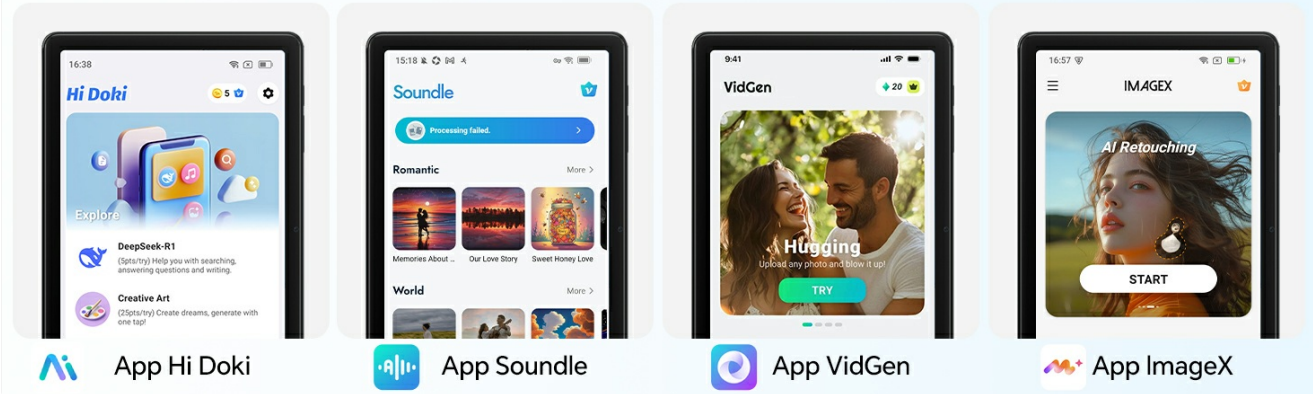 16:38
Hi Doki
5
Explore
DeepSeek-R1
(5pts/try) Help you with searching,
answering questions and writing.
Creative Art
(25pts/try) Create dreams, generate with
one tap!
App Hi Doki
15:18
Soundle
Processing failed.
Romantic
More
Memories About ...
Our Love Story
Sweet Honey Love
World
More
App Soundle
9:41
VidGen
20
Hugging
Upload any photo and blow it up!
TRY
App VidGen
16:57
IMAGEX
AI Retouching
START
App ImageX